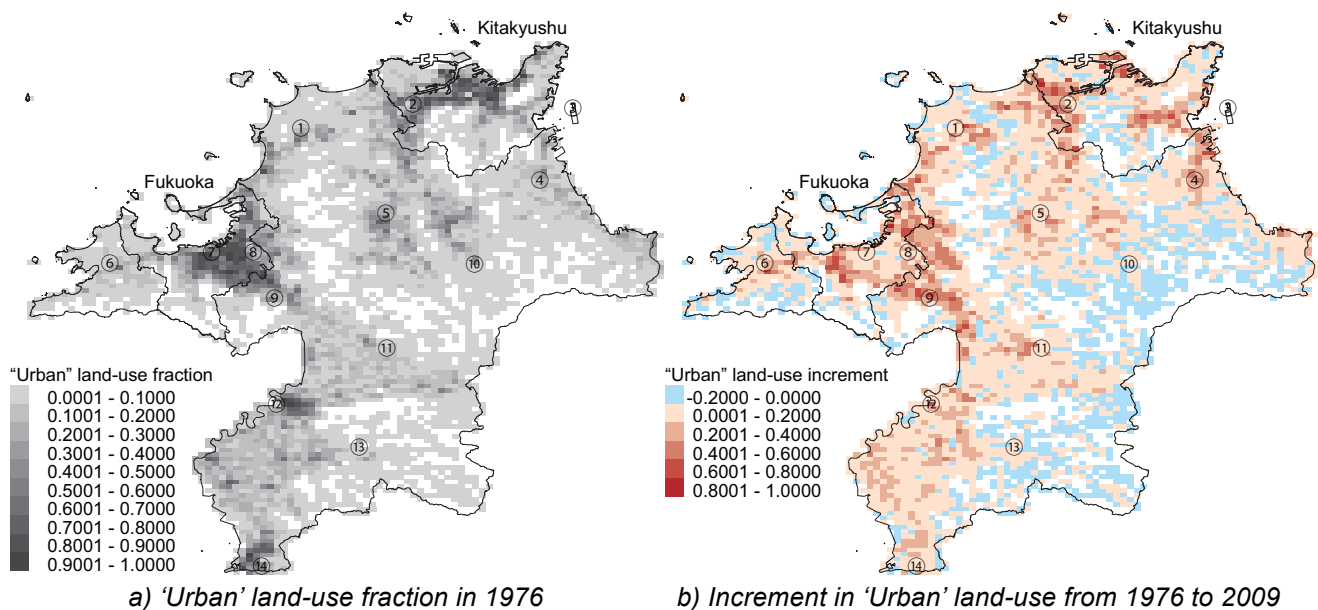 Kitakyushu
Fukuoka
①
②
③
④
⑤
⑥
⑦
⑧
⑨
⑩
⑪
⑫
⑬
⑭
“Urban” land-use fraction
0.0001 - 0.1000
0.1001 - 0.2000
0.2001 - 0.3000
0.3001 - 0.4000
0.4001 - 0.5000
0.5001 - 0.6000
0.6001 - 0.7000
0.7001 - 0.8000
0.8001 - 0.9000
0.9001 - 1.0000
a) ‘Urban’ land-use fraction in 1976
Kitakyushu
Fukuoka
①
②
③
④
⑤
⑥
⑦
⑧
⑨
⑩
⑪
⑫
⑬
⑭
“Urban” land-use increment
-0.2000 - 0.0000
0.0001 - 0.2000
0.2001 - 0.4000
0.4001 - 0.6000
0.6001 - 0.8000
0.8001 - 1.0000
b) Increment in ‘Urban’ land-use from 1976 to 2009